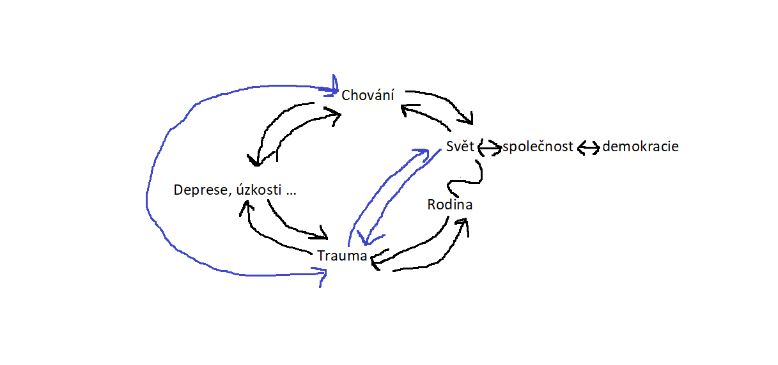 Chování
Svět společnost demokracie
Deprese, úzkosti ...
Rodina
Trauma